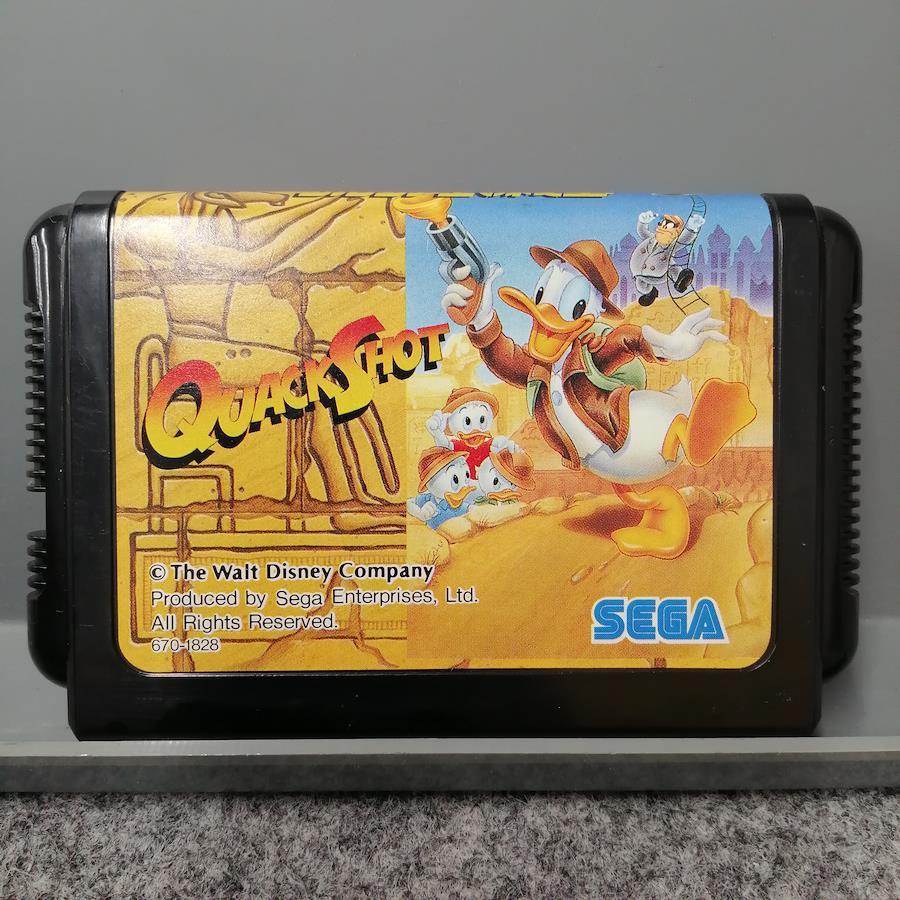 QUACKSHOT
© The Walt Disney Company
Produced by Sega Enterprises, Ltd.
All Rights Reserved.
670-1828
SEGA